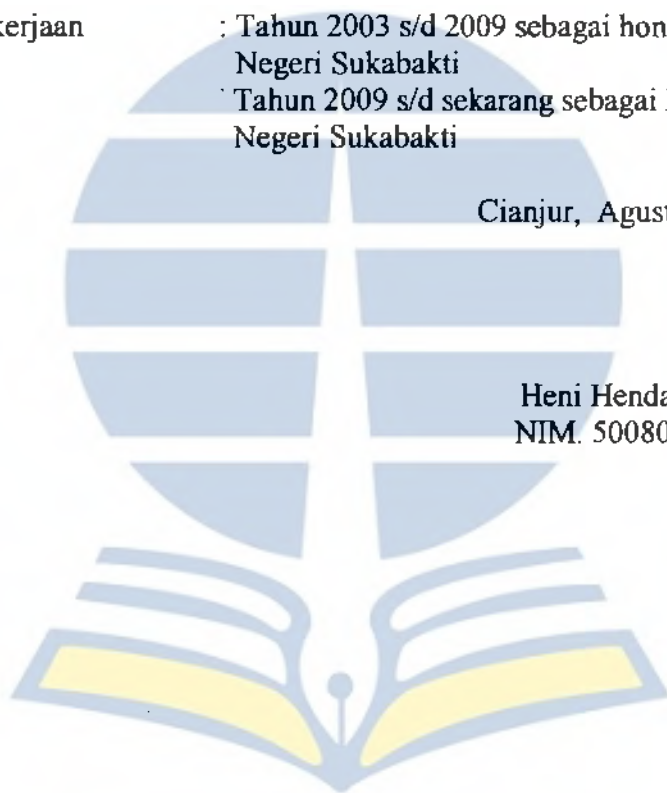 kerjaan : Tahun 2003 s/d 2009 sebagai hon
Negeri Sukabakti
Tahun 2009 s/d sekarang sebagai
Negeri Sukabakti
Cianjur, Agust
Heni Henda
NIM. 50080